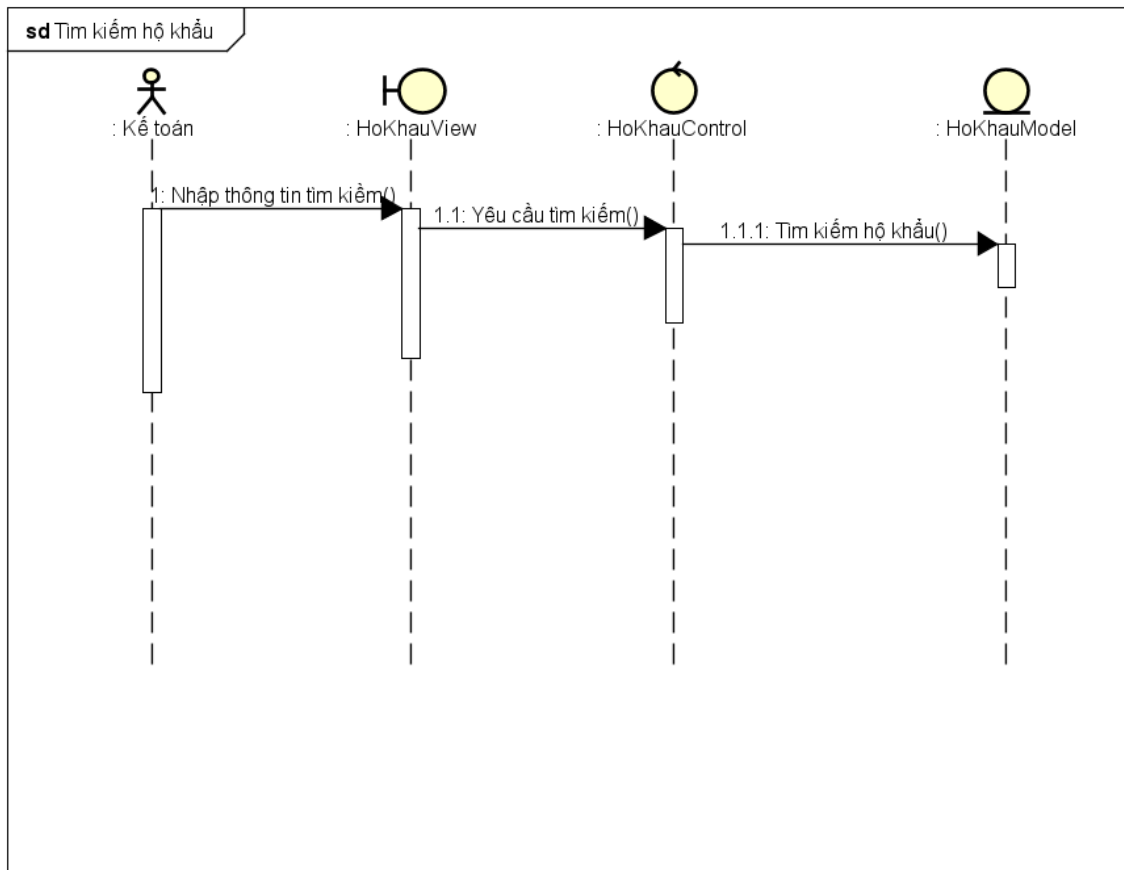 sd Tìm kiếm hộ khẩu
: Kế toán
: HoKhauView
: HoKhauControl
: HoKhauModel
1: Nhập thông tin tìm kiềm()
1.1: Yêu cầu tìm kiếm()
1.1.1: Tìm kiếm hộ khẩu()